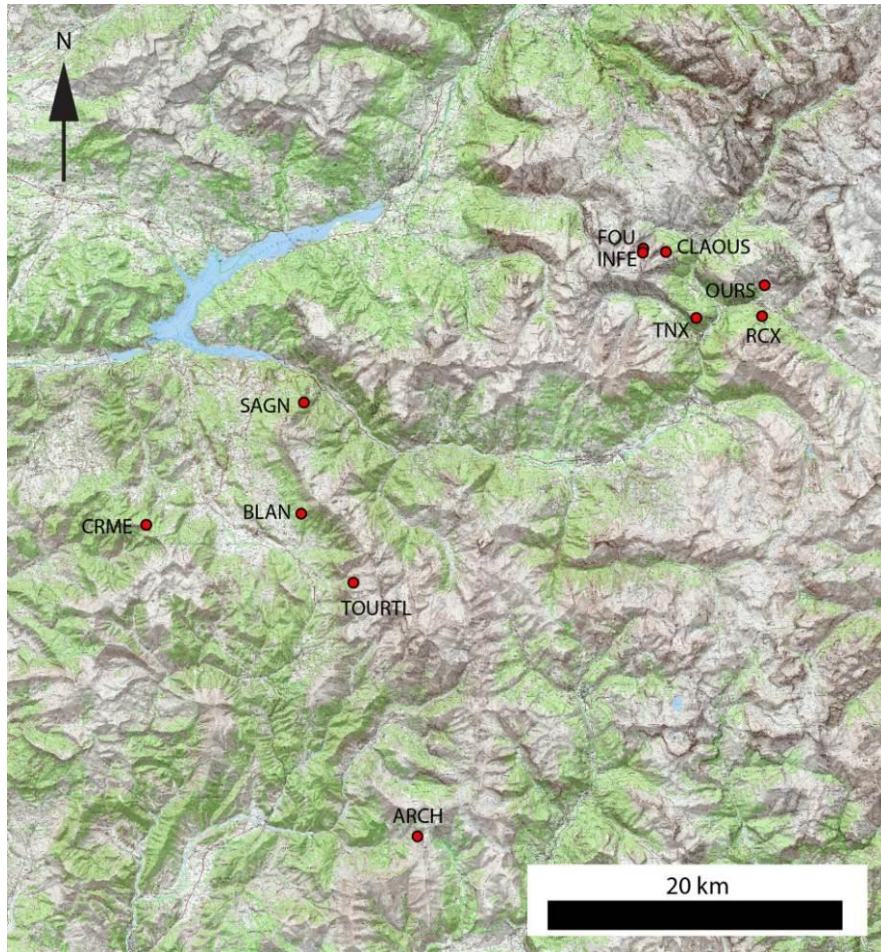 N
FOU
INFE
CLAOUS
OURS
TNX
RCX
SAGN
BLAN
CRME
TOURTL
ARCH
20 km